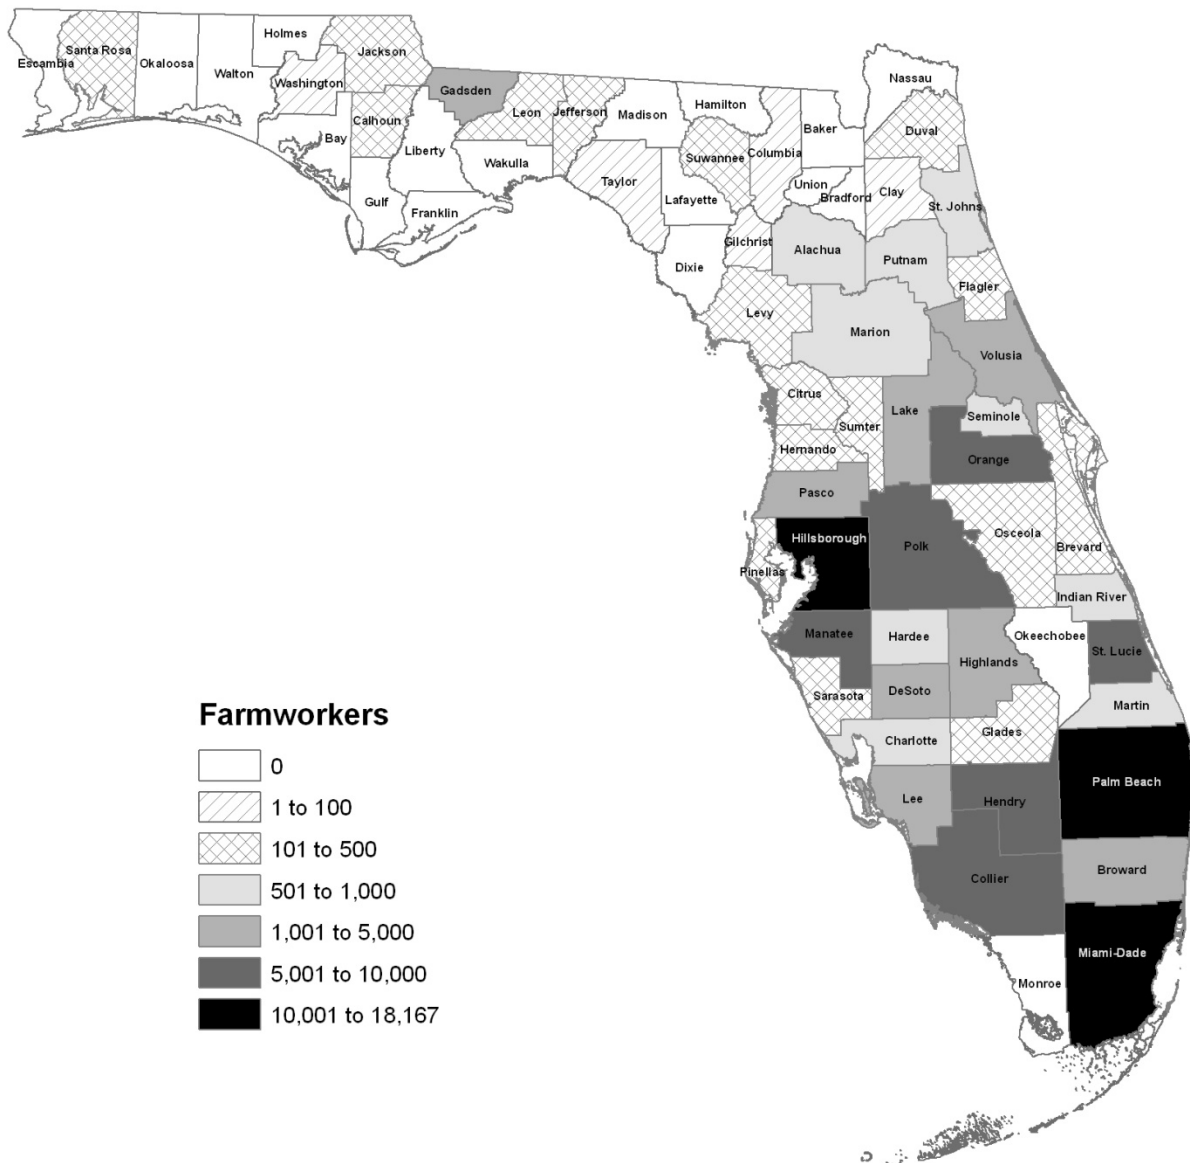 Holmes
Santa Rosa
Jackson
Escambia
Okaloosa
Walton
Washington
Nassau
Gadsden
Hamilton
Leon
Jefferson
Madison
Calhoun
Baker
Duval
Bay
Liberty
Suwannee
Columbia
Wakulla
Taylor
Union
Clay
Bradford
Gulf
Lafayette
St. Johns
Franklin
Gilchrist
Alachua
Putnam
Dixie
Flagler
Levy
Marion
Volusia
Citrus
Lake
Seminole
Sumter
Hernando
Orange
Pasco
Hillsborough
Polk
Osceola
Brevard
Pinellas
Indian River
Manatee
Hardee
Okeechobee
St. Lucie
Highlands
DeSoto
Sarasota
Martin
Farmworkers
Charlotte
Glades
0
Palm Beach
Lee
Hendry
1 to 100
101 to 500
Broward
Collier
501 to 1,000
1,001 to 5,000
Miami-Dade
5,001 to 10,000
Monroe
10,001 to 18,167